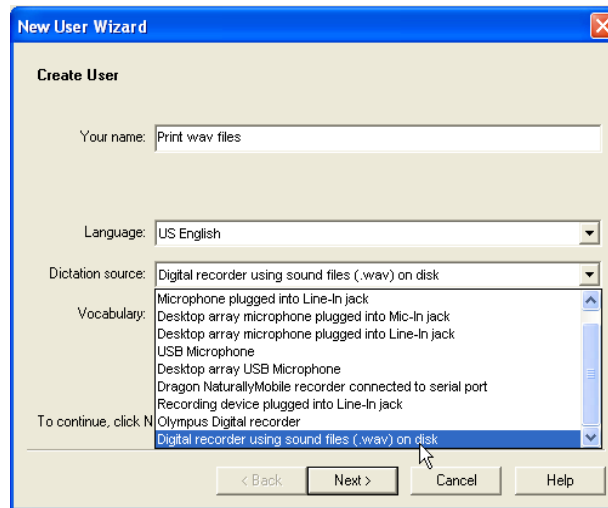 New User Wizard
Create User
Your name: Print wav files
Language: US English
Dictation source: Digital recorder using sound files (.wav) on disk
Microphone plugged into Line-In jack
Vocabulary: Desktop array microphone plugged into Mic-In jack
Desktop array microphone plugged into Line-In jack
USB Microphone
Desktop array USB Microphone
Dragon NaturallyMobile recorder connected to serial port
Recording device plugged into Line-In jack
To continue, click N Olympus Digital recorder
Digital recorder using sound files (.wav) on disk
< Back Next > Cancel Help